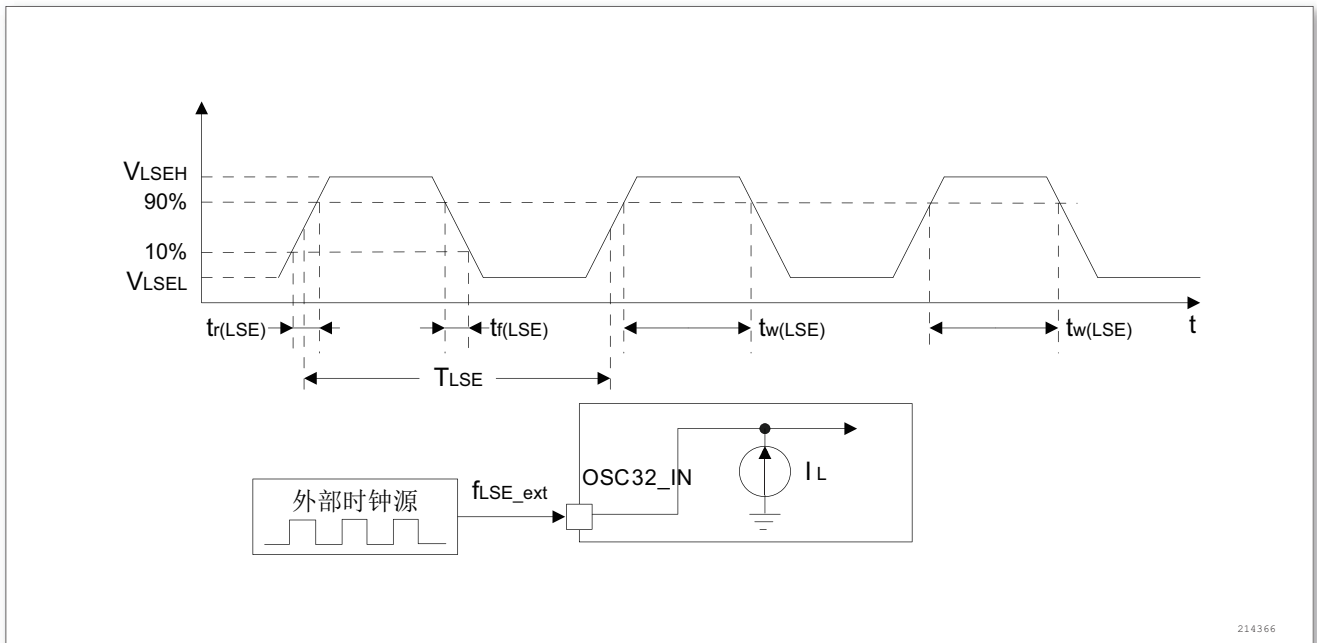 VLSEH
90%
10%
VLSEL
tr(LSE)
tf(LSE)
tw(LSE)
tw(LSE)
t
TLSE
外部时钟源
fLSE_ext
OSC32_IN
IL
214366